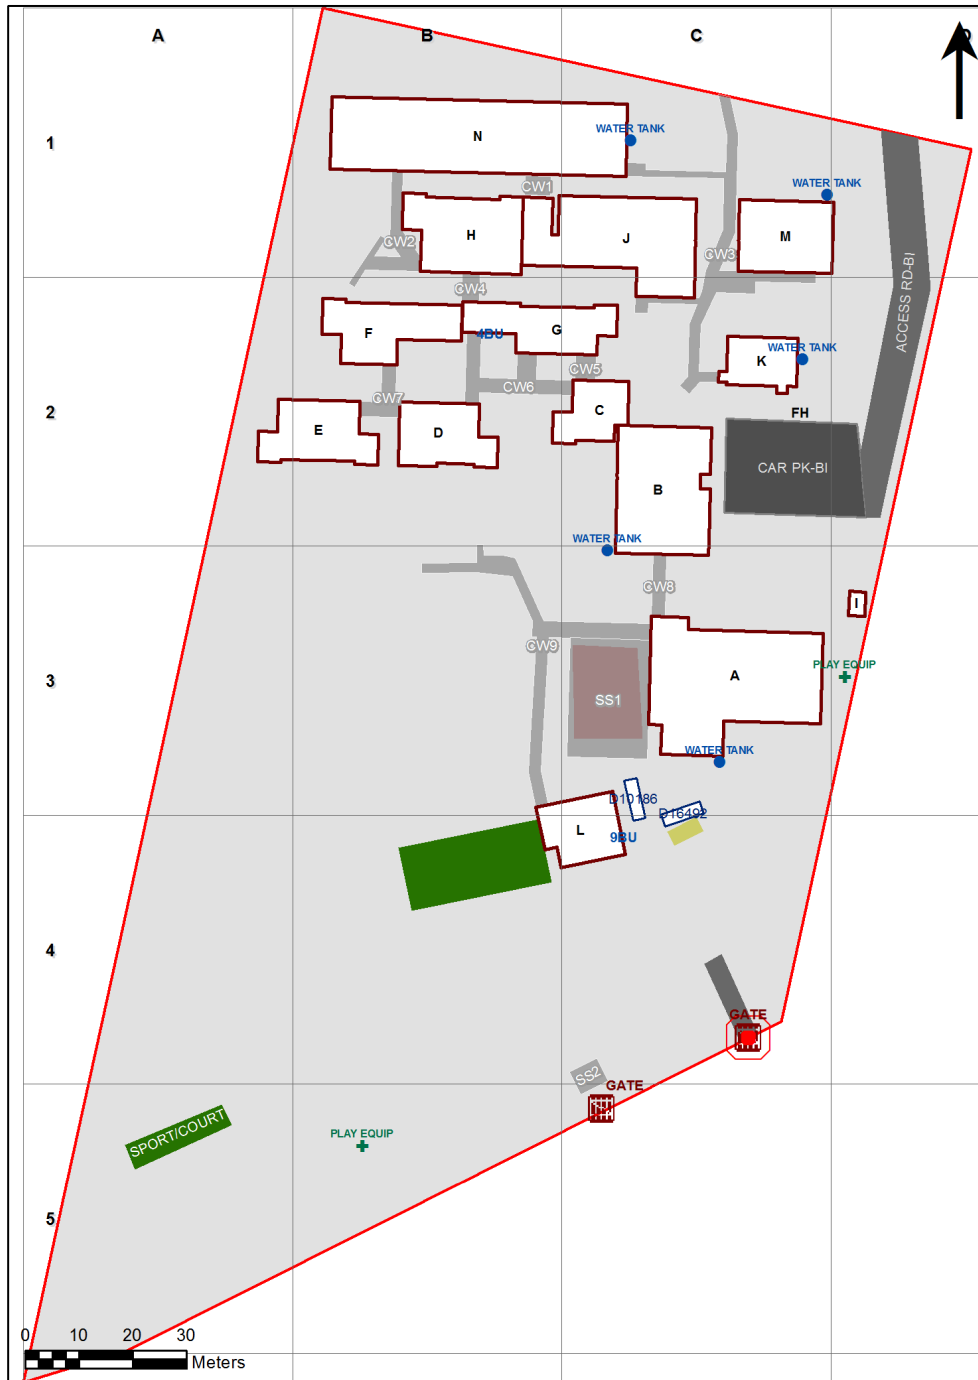 A
B
C
D
1
N
WATER TANK
WATER TANK
CW1
H
J
M
CW2
CW3
CW4
ACCESS RD-BI
F
4BU
G
K
WATER TANK
CW5
CW6
CW7
2
E
D
C
FH
B
CAR PK-BI
WATER TANK
CW8
I
CW9
3
A
PLAY EQUIP
SS1
WATER TANK
D10186
D16492
L
9BU
4
GATE
SS2
GATE
SPORT/COURT
PLAY EQUIP
5
0 10 20 30
Meters